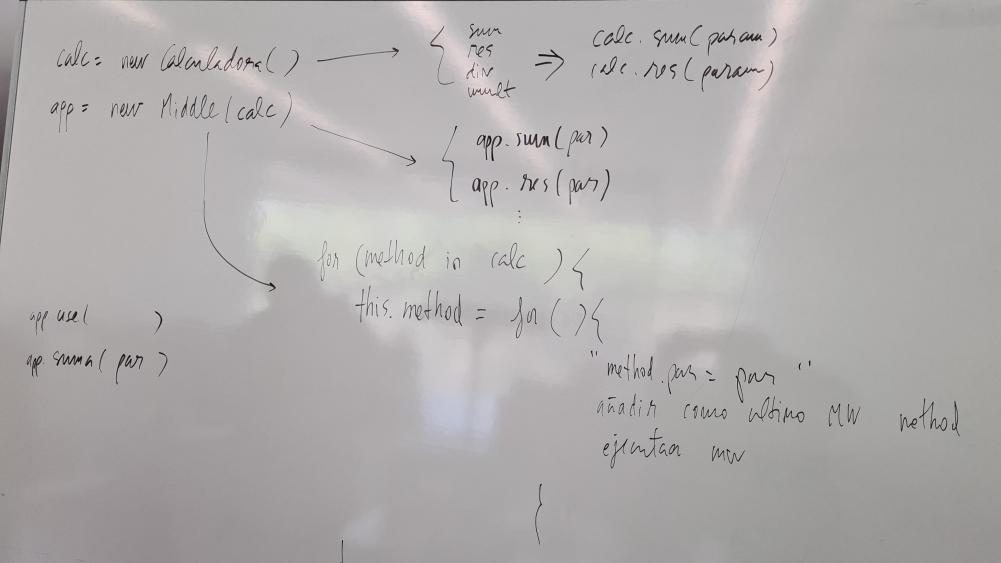 calc = new Calculadora()
sum
res
div
mult
=> calc.sum(param)
calc.res(param)
app = new Middle(calc)
app.sum(par)
app.res(par)
⋮
for (method in calc ) {
this.method = for () {
"method.par = par"
añadir como ultimo MW method
ejecutar mw
}
app use( )
app.suma( par )